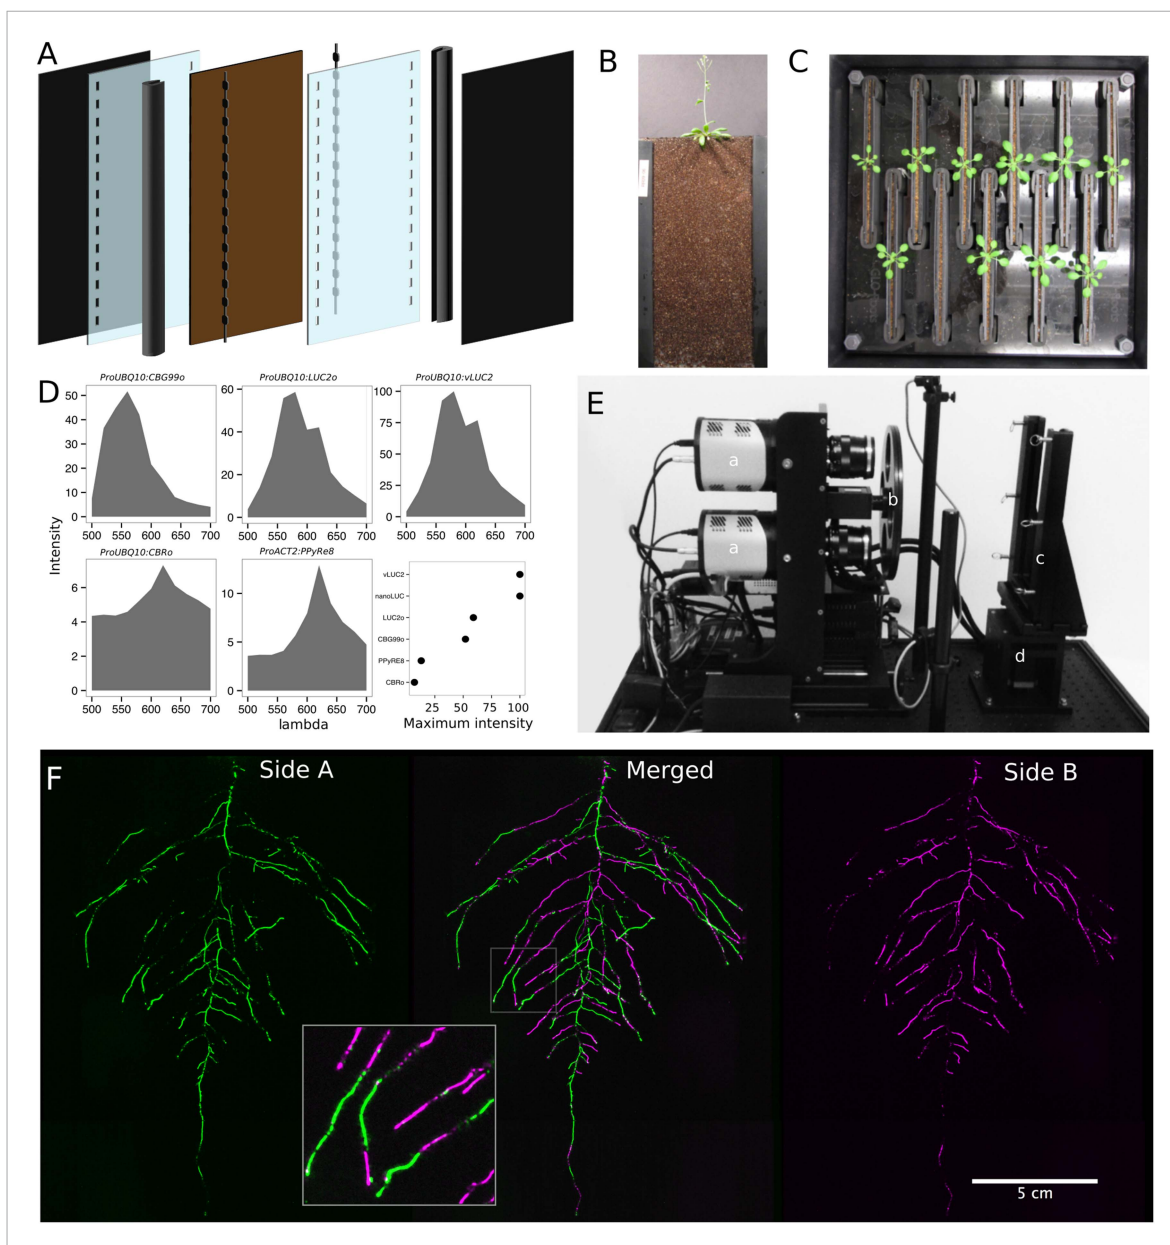 A
B
C
D
ProUBQ10:CBG99o
ProUBQ10:LUC2o
ProUBQ10:vLUC2
50
40
30
20
10
0
60
40
20
0
100
75
50
25
0
500 550 600 650 700
500 550 600 650 700
500 550 600 650 700
Intensity
ProUBQ10:CBRo
ProACT2:PPyRe8
6
4
2
0
10
5
0
500 550 600 650 700
500 550 600 650 700
lambda
vLUC2
nanoLUC
LUC2o
CBG99o
PPyRE8
CBRo
25 50 75 100
Maximum intensity
E
a
a
b
c
d
F
Side A
Merged
Side B
5 cm